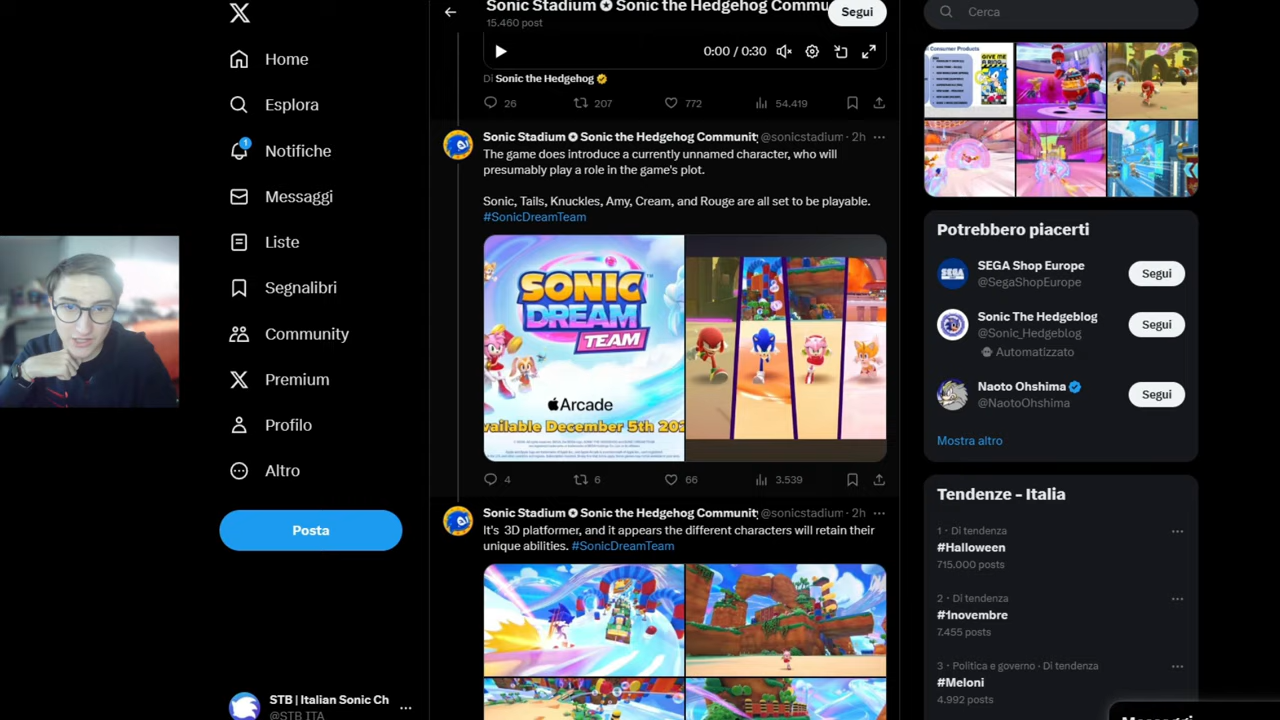 Home
Esplora
1
Notifiche
Messaggi
Liste
Segnalibri
Community
Premium
Profilo
Altro
Posta
STB | Italian Sonic Ch
@STB_ITA
Sonic Stadium ✪ Sonic the Hedgehog Commu
15.460 post
Segui
0:00 / 0:30
Di Sonic the Hedgehog
26 207 772 54.419
Sonic Stadium ✪ Sonic the Hedgehog Communit @sonicstadium · 2h
The game does introduce a currently unnamed character, who will
presumably play a role in the game's plot.
Sonic, Tails, Knuckles, Amy, Cream, and Rouge are all set to be playable.
#SonicDreamTeam
SONIC
DREAM
TEAM
Arcade
vailable December 5th 202
4 6 66 3.539
Sonic Stadium ✪ Sonic the Hedgehog Communit @sonicstadium · 2h
It's 3D platformer, and it appears the different characters will retain their
unique abilities. #SonicDreamTeam
Cerca
Consumer Products
GIVE ME
Potrebbero piacerti
SEGA Shop Europe
@SegaShopEurope
Segui
Sonic The Hedgeblog
@Sonic_Hedgeblog
Automatizzato
Segui
Naoto Ohshima
@NaotoOhshima
Segui
Mostra altro
Tendenze - Italia
1 · Di tendenza
#Halloween
715.000 posts
2 · Di tendenza
#1novembre
7.455 posts
3 · Politica e governo · Di tendenza
#Meloni
4.992 posts
Messaggi